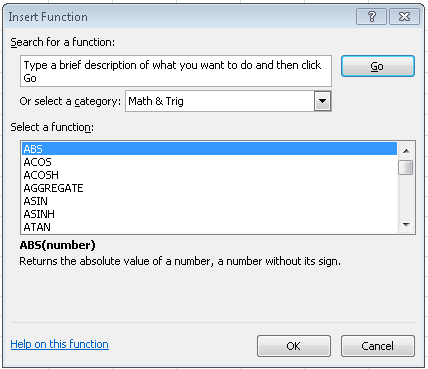 Insert Function
Search for a function:
Type a brief description of what you want to do and then click
Go
Go
Or select a category: Math & Trig
Select a function:
ABS
ACOS
ACOSH
AGGREGATE
ASIN
ASINH
ATAN
ABS(number)
Returns the absolute value of a number, a number without its sign.
Help on this function
OK
Cancel